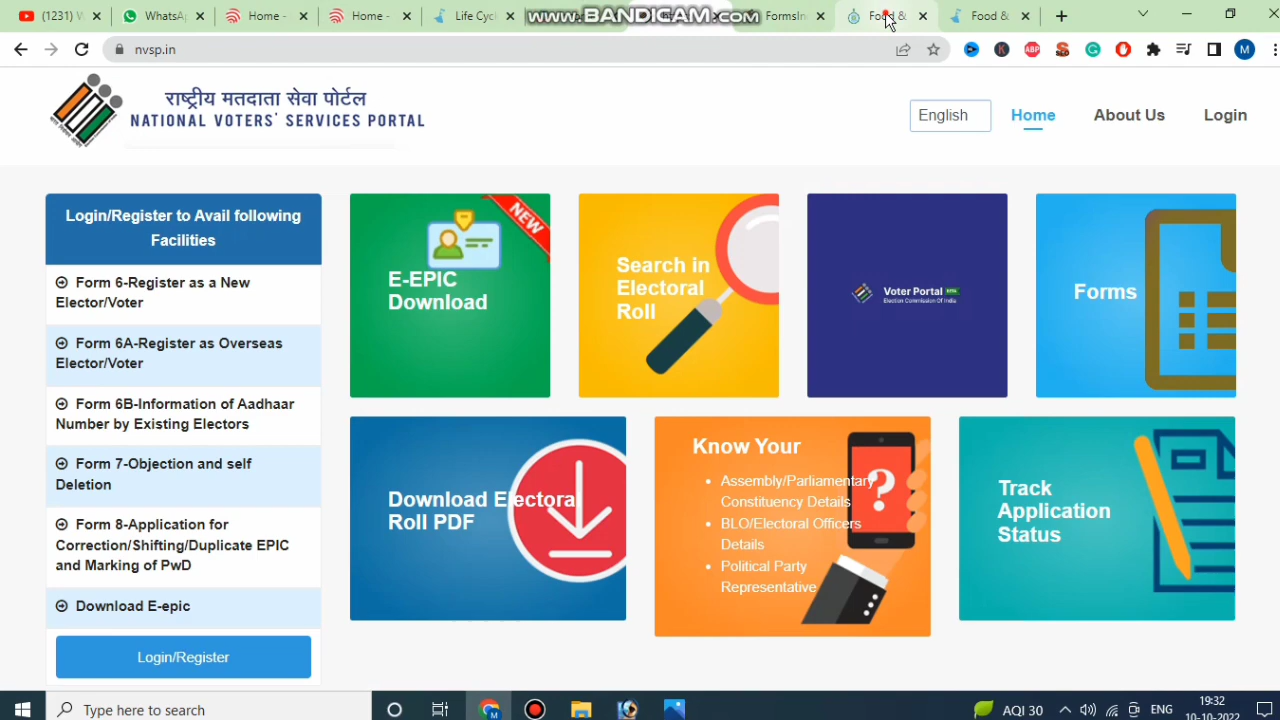 (1231) W
WhatsA
Home -
Home -
Life Cycl
FormsIn
Food &
Food &
www.BANDICAM.com
nvsp.in
राष्ट्रीय मतदाता सेवा पोर्टल
NATIONAL VOTERS' SERVICES PORTAL
English
Home
About Us
Login
Login/Register to Avail following
Facilities
Form 6-Register as a New
Elector/Voter
Form 6A-Register as Overseas
Elector/Voter
Form 6B-Information of Aadhaar
Number by Existing Electors
Form 7-Objection and self
Deletion
Form 8-Application for
Correction/Shifting/Duplicate EPIC
and Marking of PwD
Download E-epic
Login/Register
NEW
E-EPIC
Download
Search in
Electoral
Roll
Voter Portal
Election Commission Of India
Forms
Download Electoral
Roll PDF
Know Your
Assembly/Parliamentary
Constituency Details
BLO/Electoral Officers
Details
Political Party
Representative
Track
Application
Status
Type here to search
AQI 30
ENG
19:32
10-10-2022